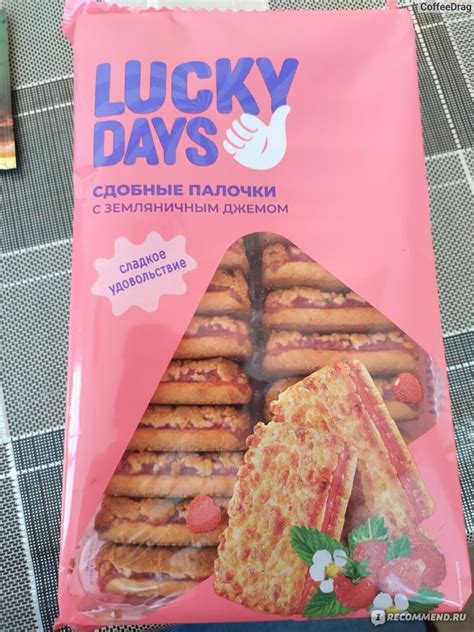 CoffeeDrag
LUCKY
DAYS
СДОБНЫЕ ПАЛОЧКИ
С ЗЕМЛЯНИЧНЫМ ДЖЕМОМ
сладкое
удовольствие
RECOMMEND.RU